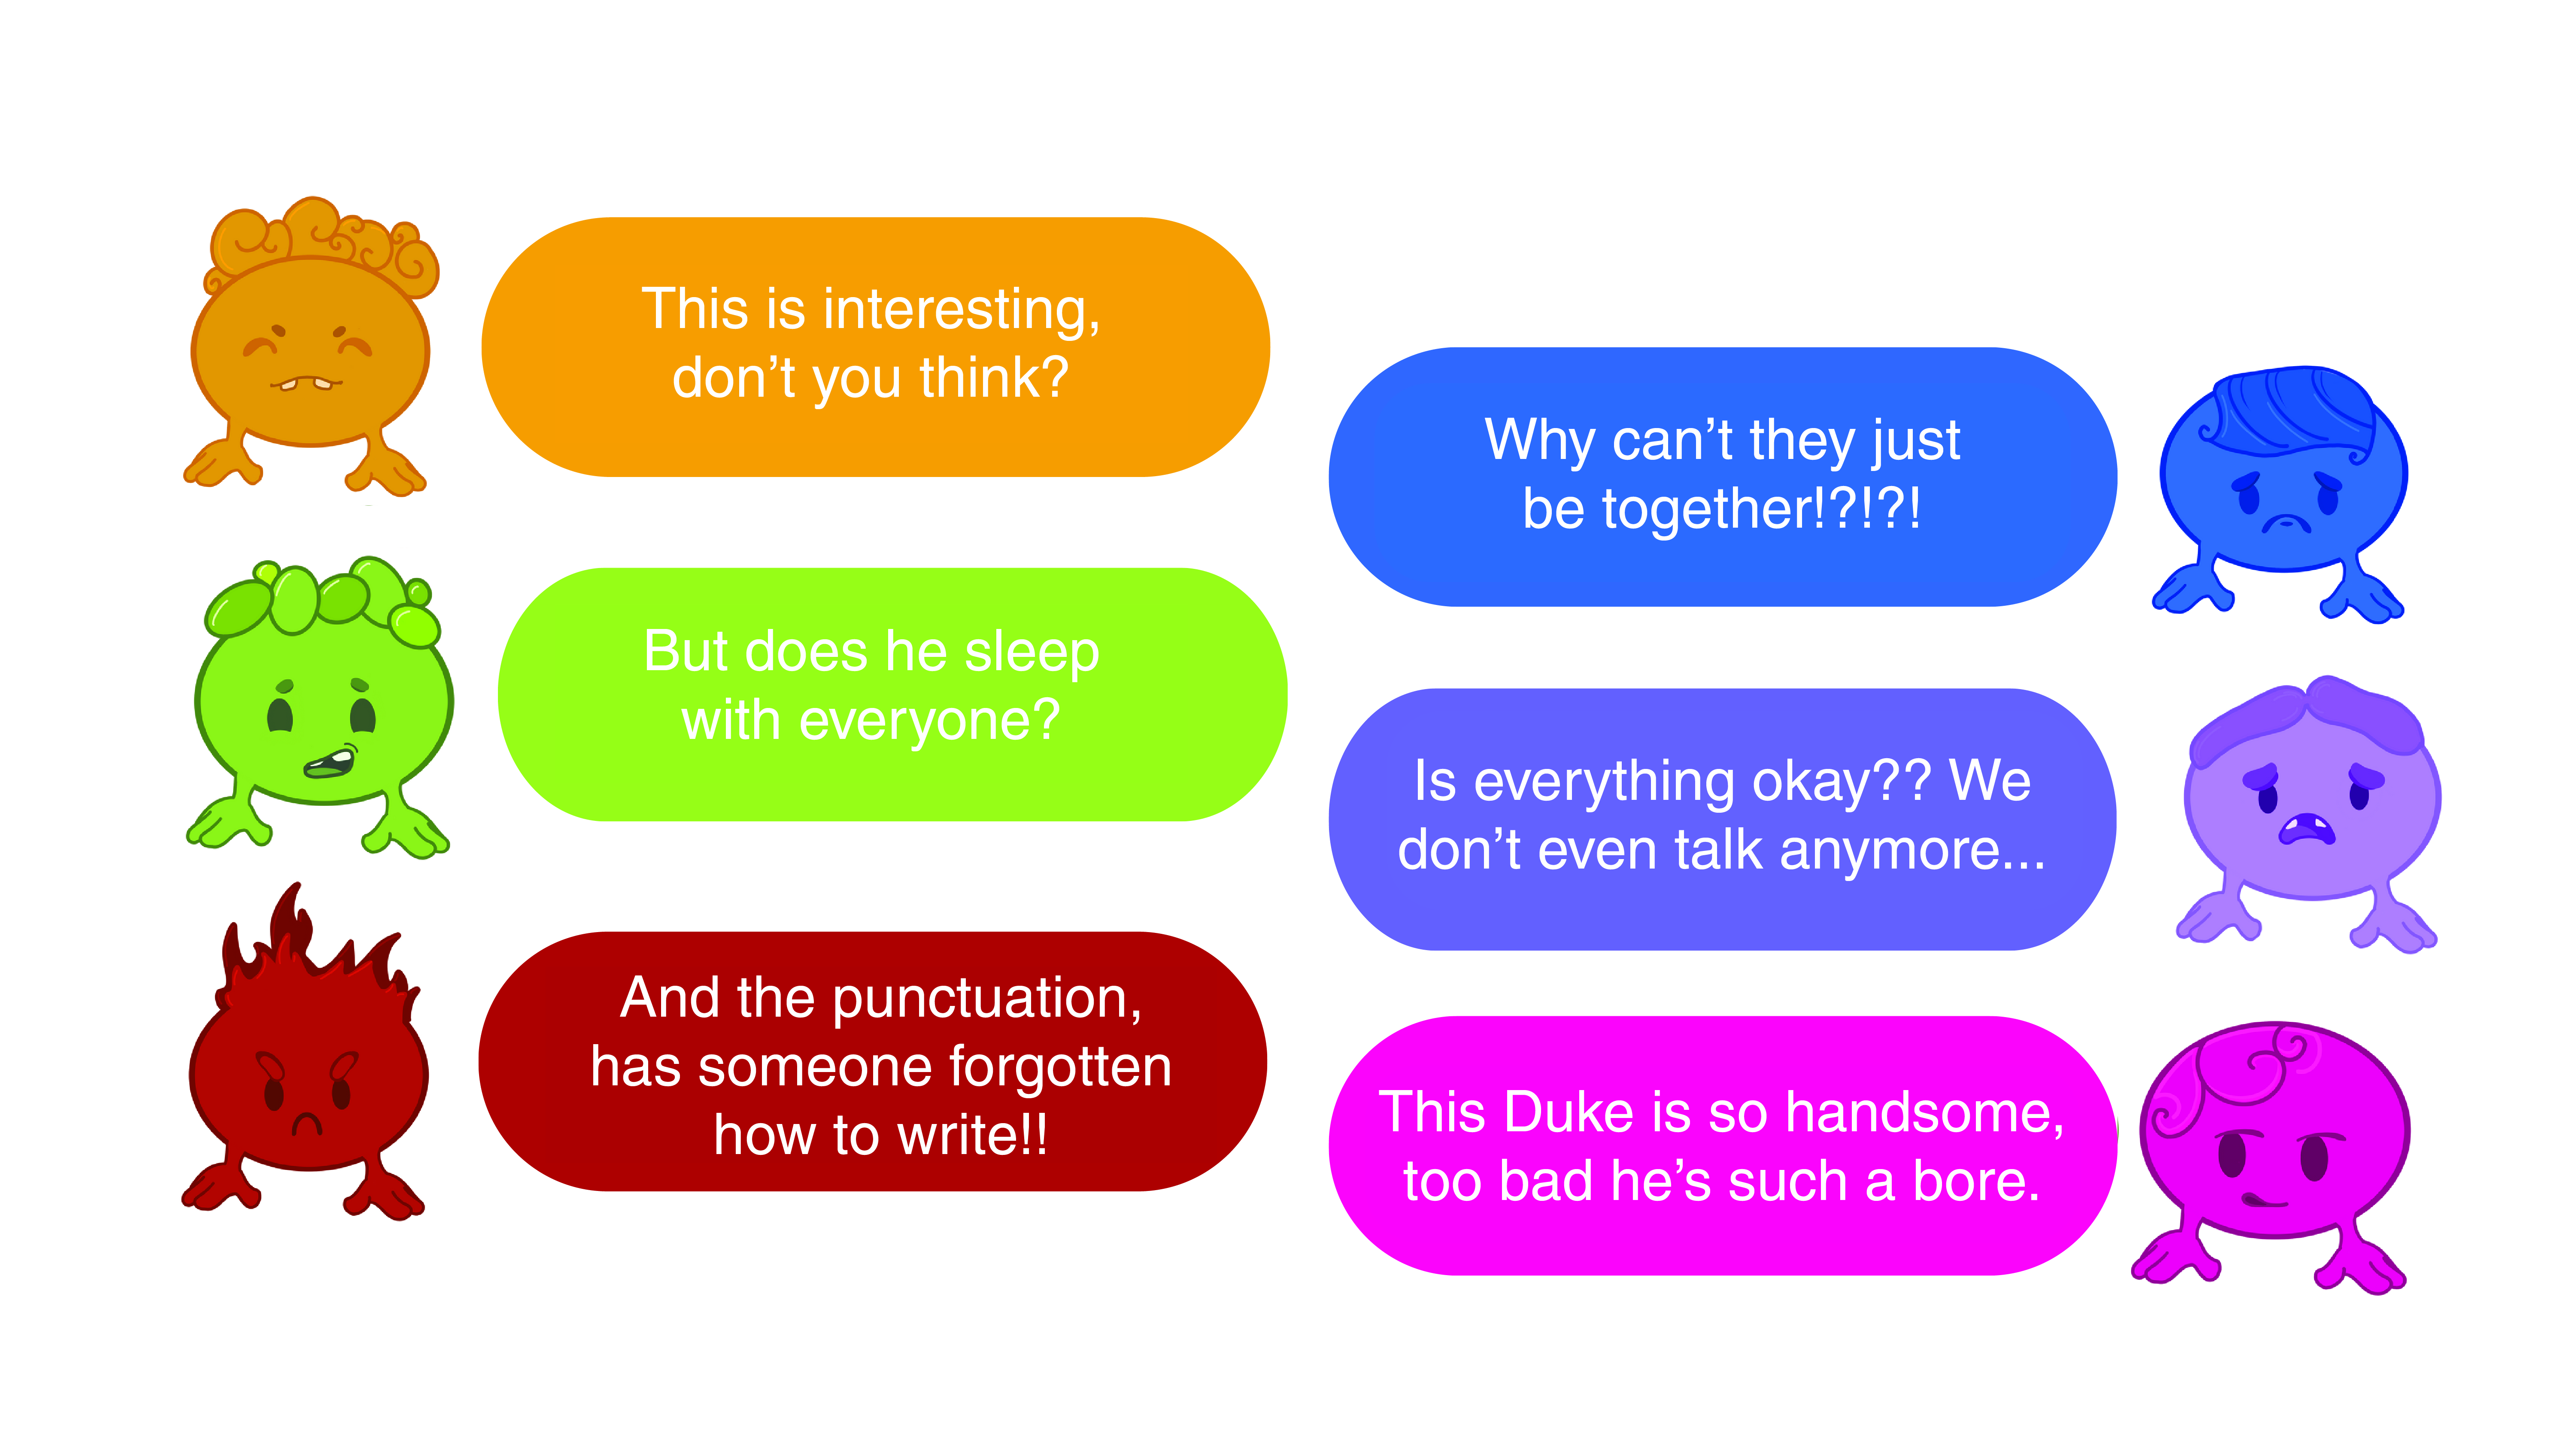 This is interesting,
don’t you think?
Why can’t they just
be together!?!?!
But does he sleep
with everyone?
Is everything okay?? We
don’t even talk anymore...
And the punctuation,
has someone forgotten
how to write!!
This Duke is so handsome,
too bad he’s such a bore.